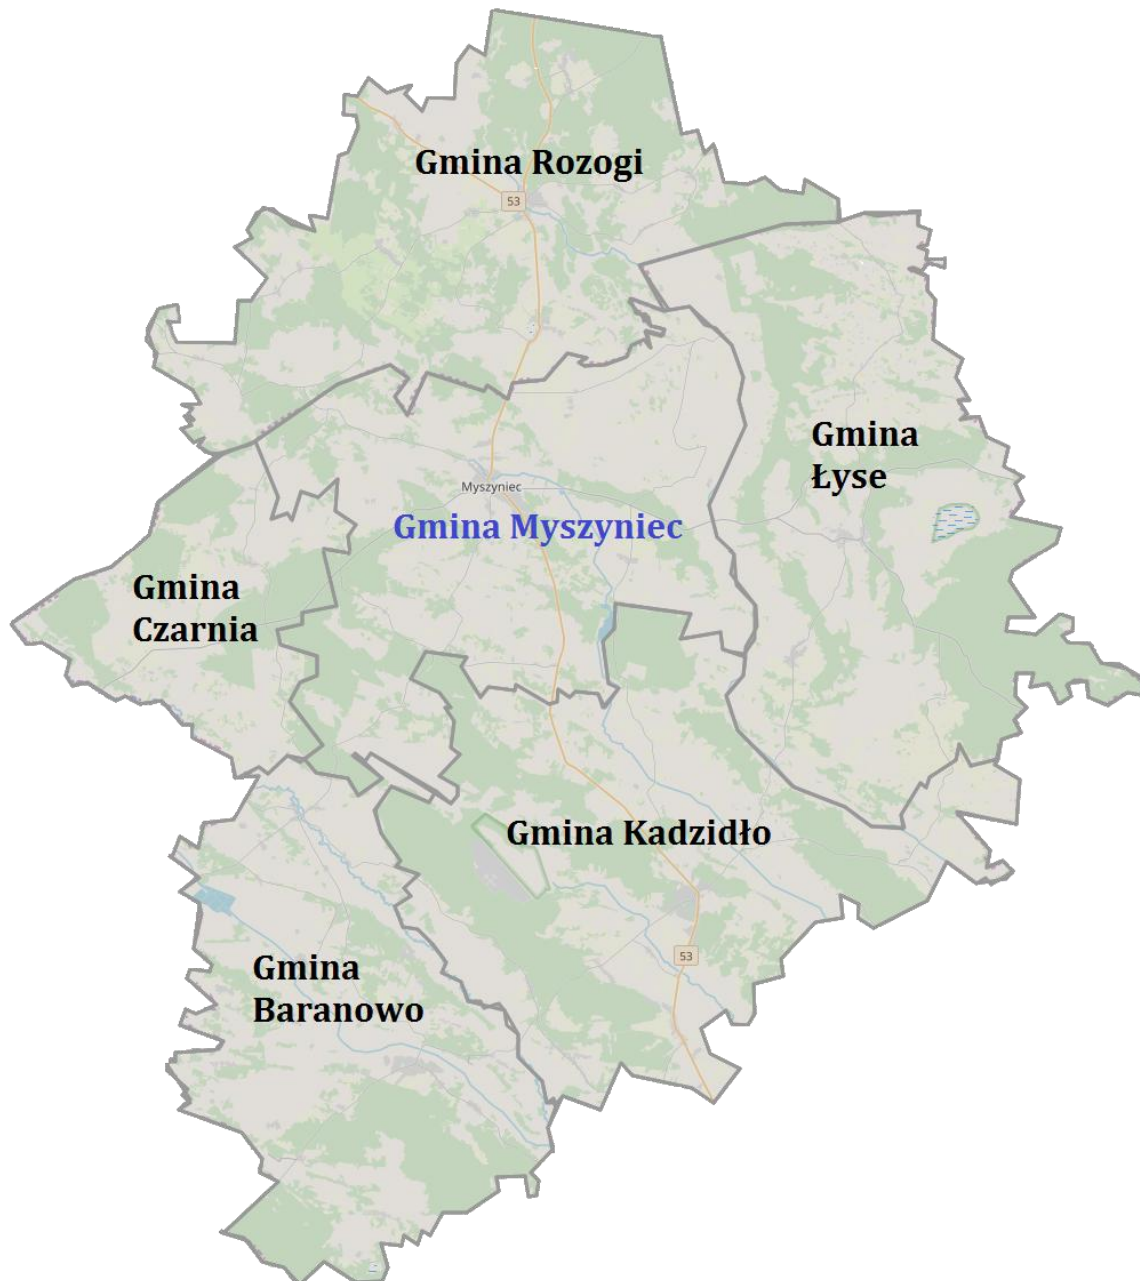 Gmina Rozogi
53
Gmina
Łyse
Myszyniec
Gmina Myszyniec
Gmina
Czarnia
Gmina Kadzidło
53
Gmina
Baranowo